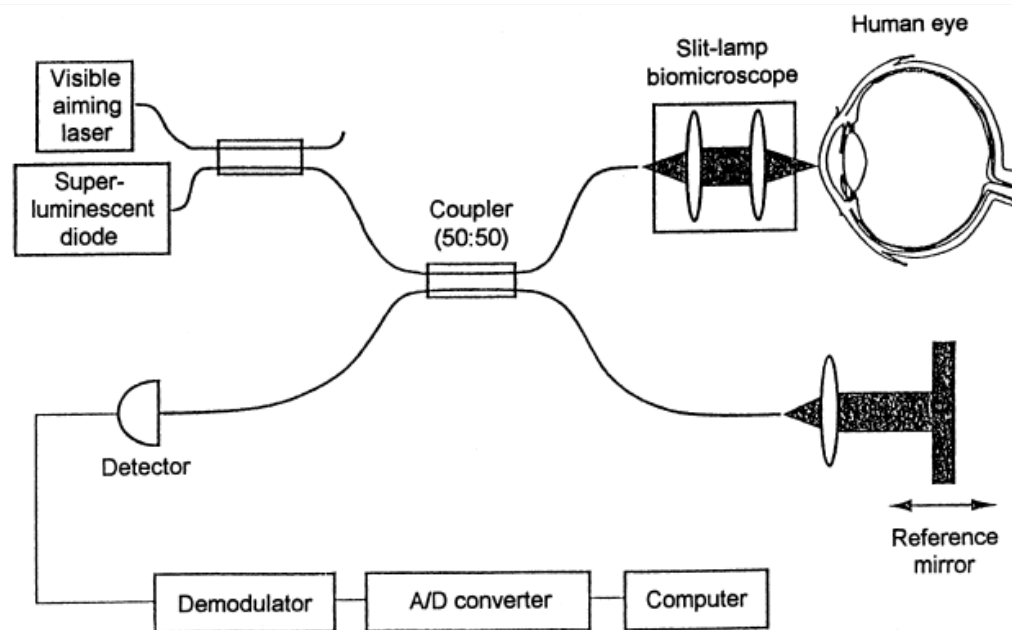 Human eye
Slit-lamp
biomicroscope
Visible
aiming
laser
Super-
luminescent
diode
Coupler
(50:50)
Detector
Reference
mirror
Demodulator
A/D converter
Computer